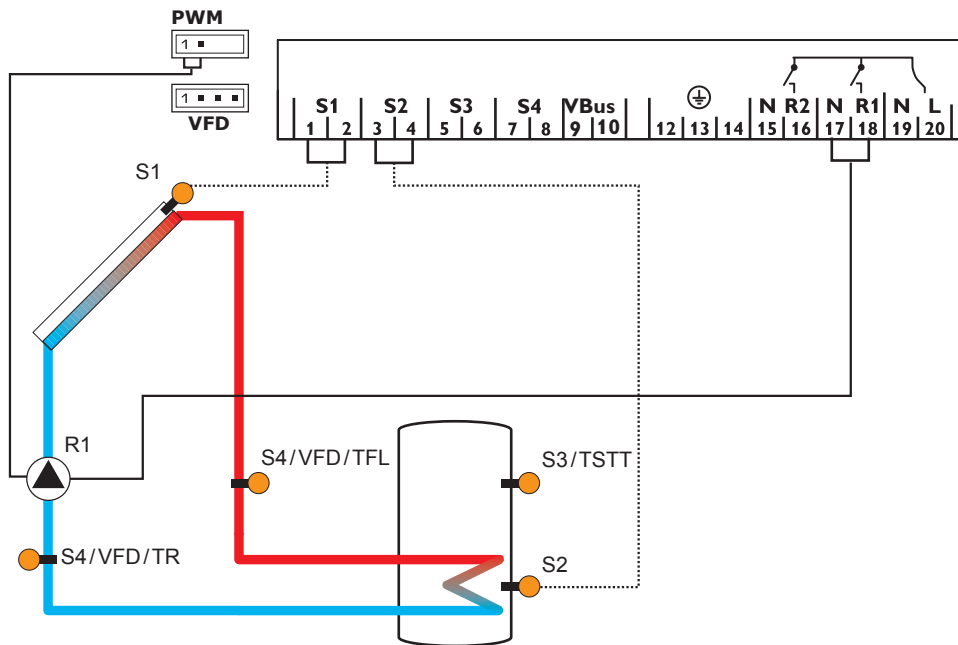 PWM
1
1
VFD
S1 S2 S3 S4 VBus N R2 N R1 N L
1 2 3 4 5 6 7 8 9 10 12 13 14 15 16 17 18 19 20
S1
R1
S4/VFD/TFL
S3/TSTT
S4/VFD/TR
S2